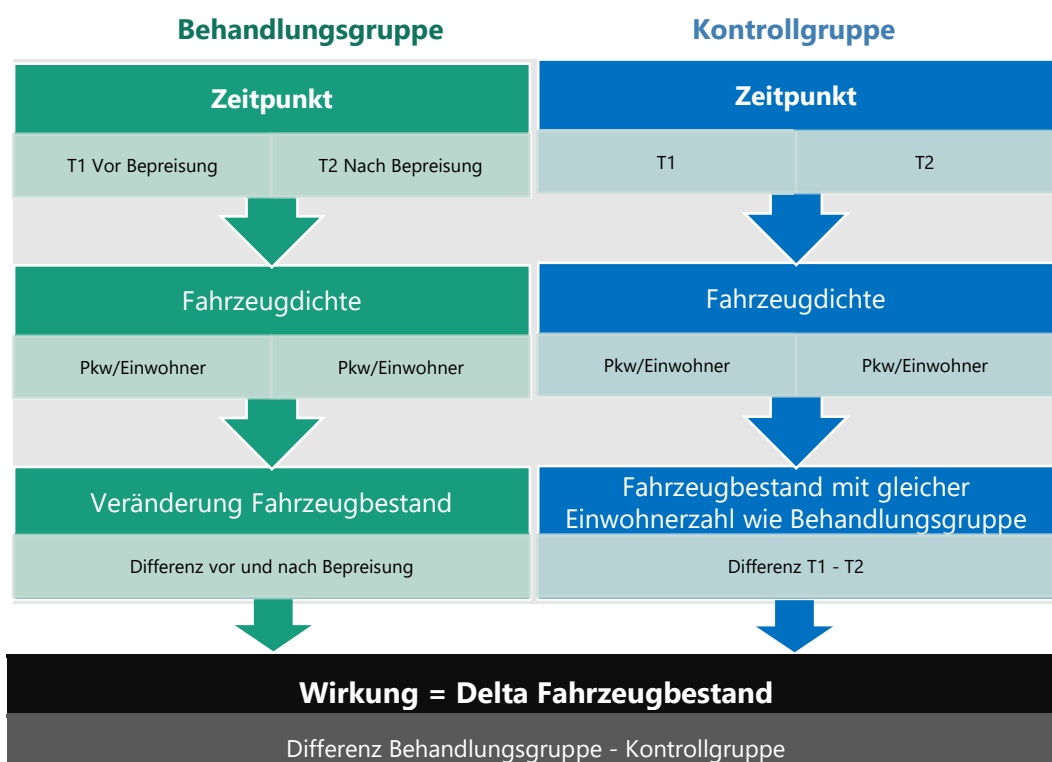 Behandlungsgruppe
Kontrollgruppe
Zeitpunkt
Zeitpunkt
T1 Vor Bepreisung
T2 Nach Bepreisung
T1
T2
Fahrzeugdichte
Fahrzeugdichte
Pkw/Einwohner
Pkw/Einwohner
Pkw/Einwohner
Pkw/Einwohner
Veränderung Fahrzeugbestand
Fahrzeugbestand mit gleicher
Einwohnerzahl wie Behandlungsgruppe
Differenz vor und nach Bepreisung
Differenz T1 - T2
Wirkung = Delta Fahrzeugbestand
Differenz Behandlungsgruppe - Kontrollgruppe